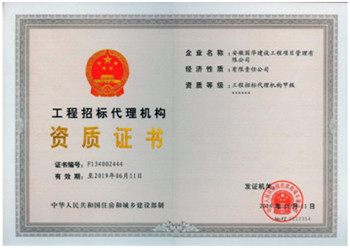 工程招标代理机构
资质证书
证书编号：F134002444
有效期：至2019年06月11日
中华人民共和国住房和城乡建设部制
企业名称：安徽国华建设工程项目管理有
限公司
经济性质：有限责任公司
资质等级：工程招标代理机构甲级
******
发证机关：